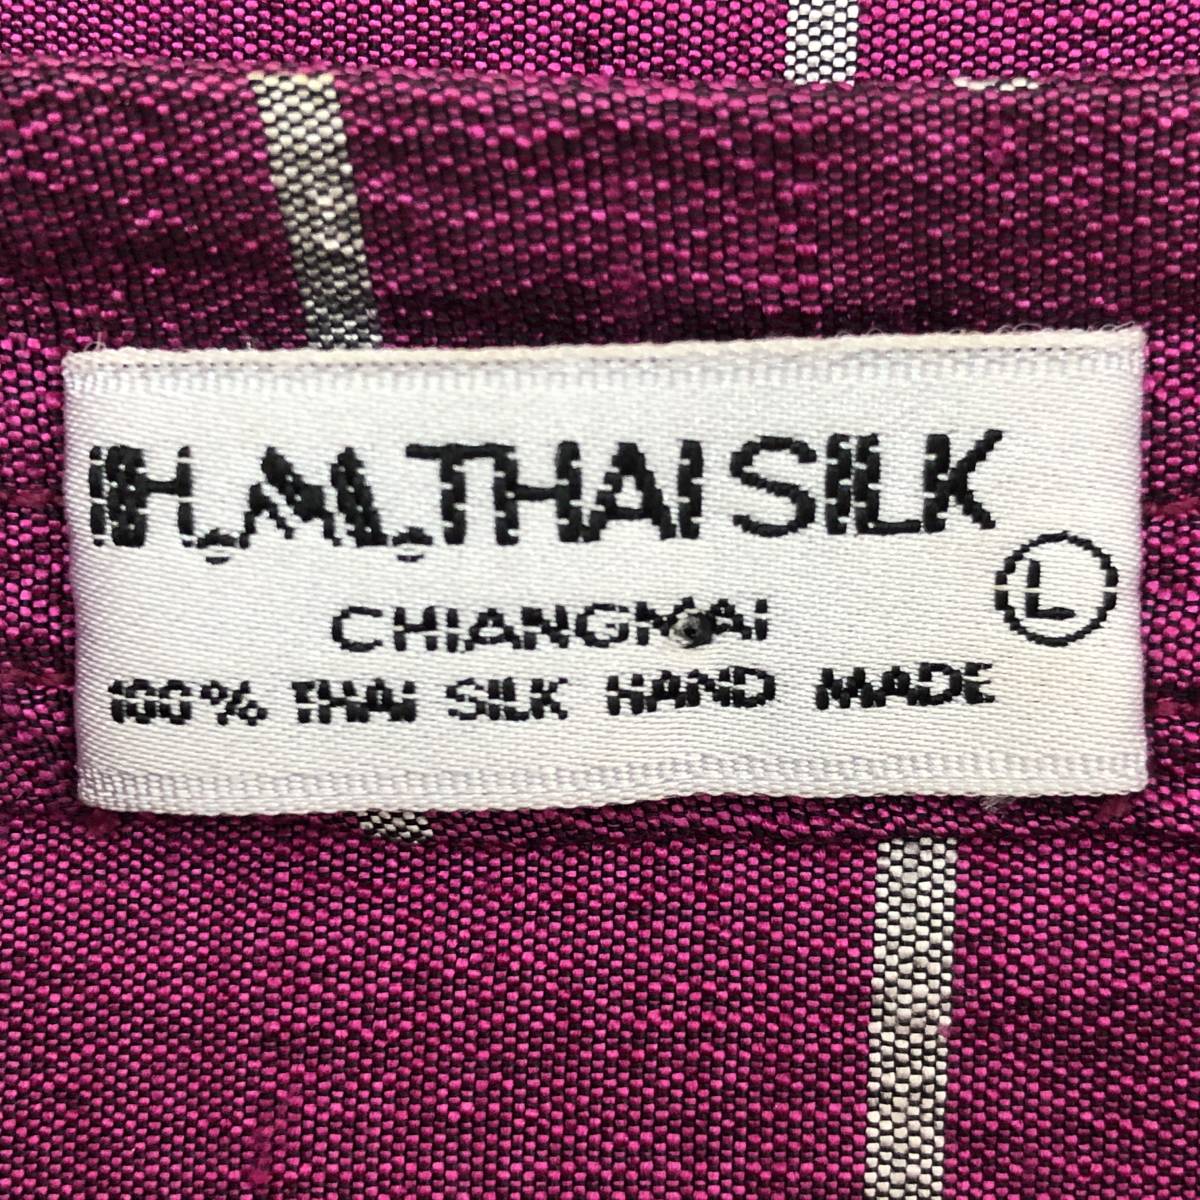 H.M. THAI SILK
L
CHIANGMAI
100% THAI SILK HAND MADE